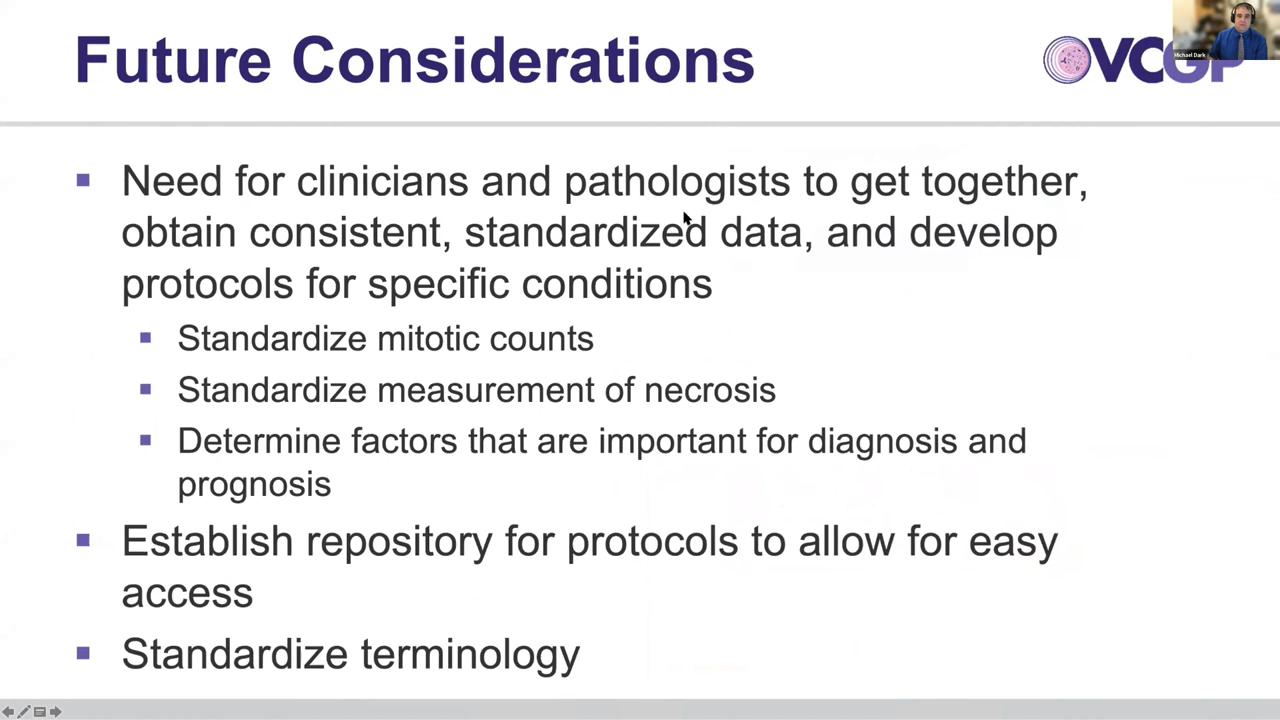 Future Considerations
VCGP
Michael Dark
Need for clinicians and pathologists to get together,
obtain consistent, standardized data, and develop
protocols for specific conditions
Standardize mitotic counts
Standardize measurement of necrosis
Determine factors that are important for diagnosis and
prognosis
Establish repository for protocols to allow for easy
access
Standardize terminology